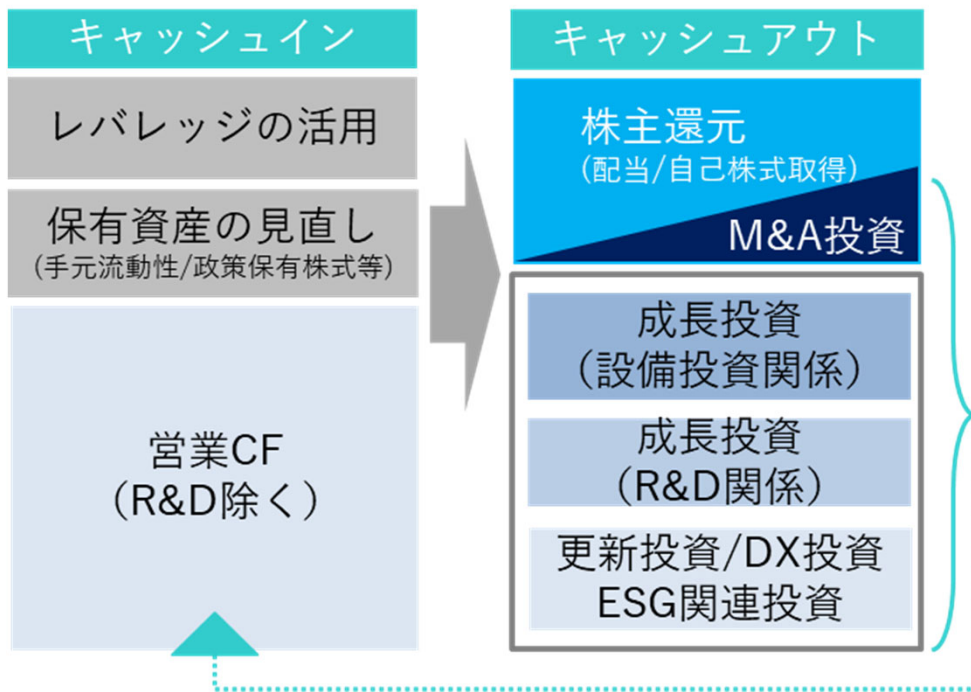 キャッシュイン
レバレッジの活用
保有資産の見直し
(手元流動性/政策保有株式等)
営業CF
(R&D除く)
キャッシュアウト
株主還元
(配当/自己株式取得)
M&A投資
成長投資
(設備投資関係)
成長投資
(R&D関係)
更新投資/DX投資
ESG関連投資